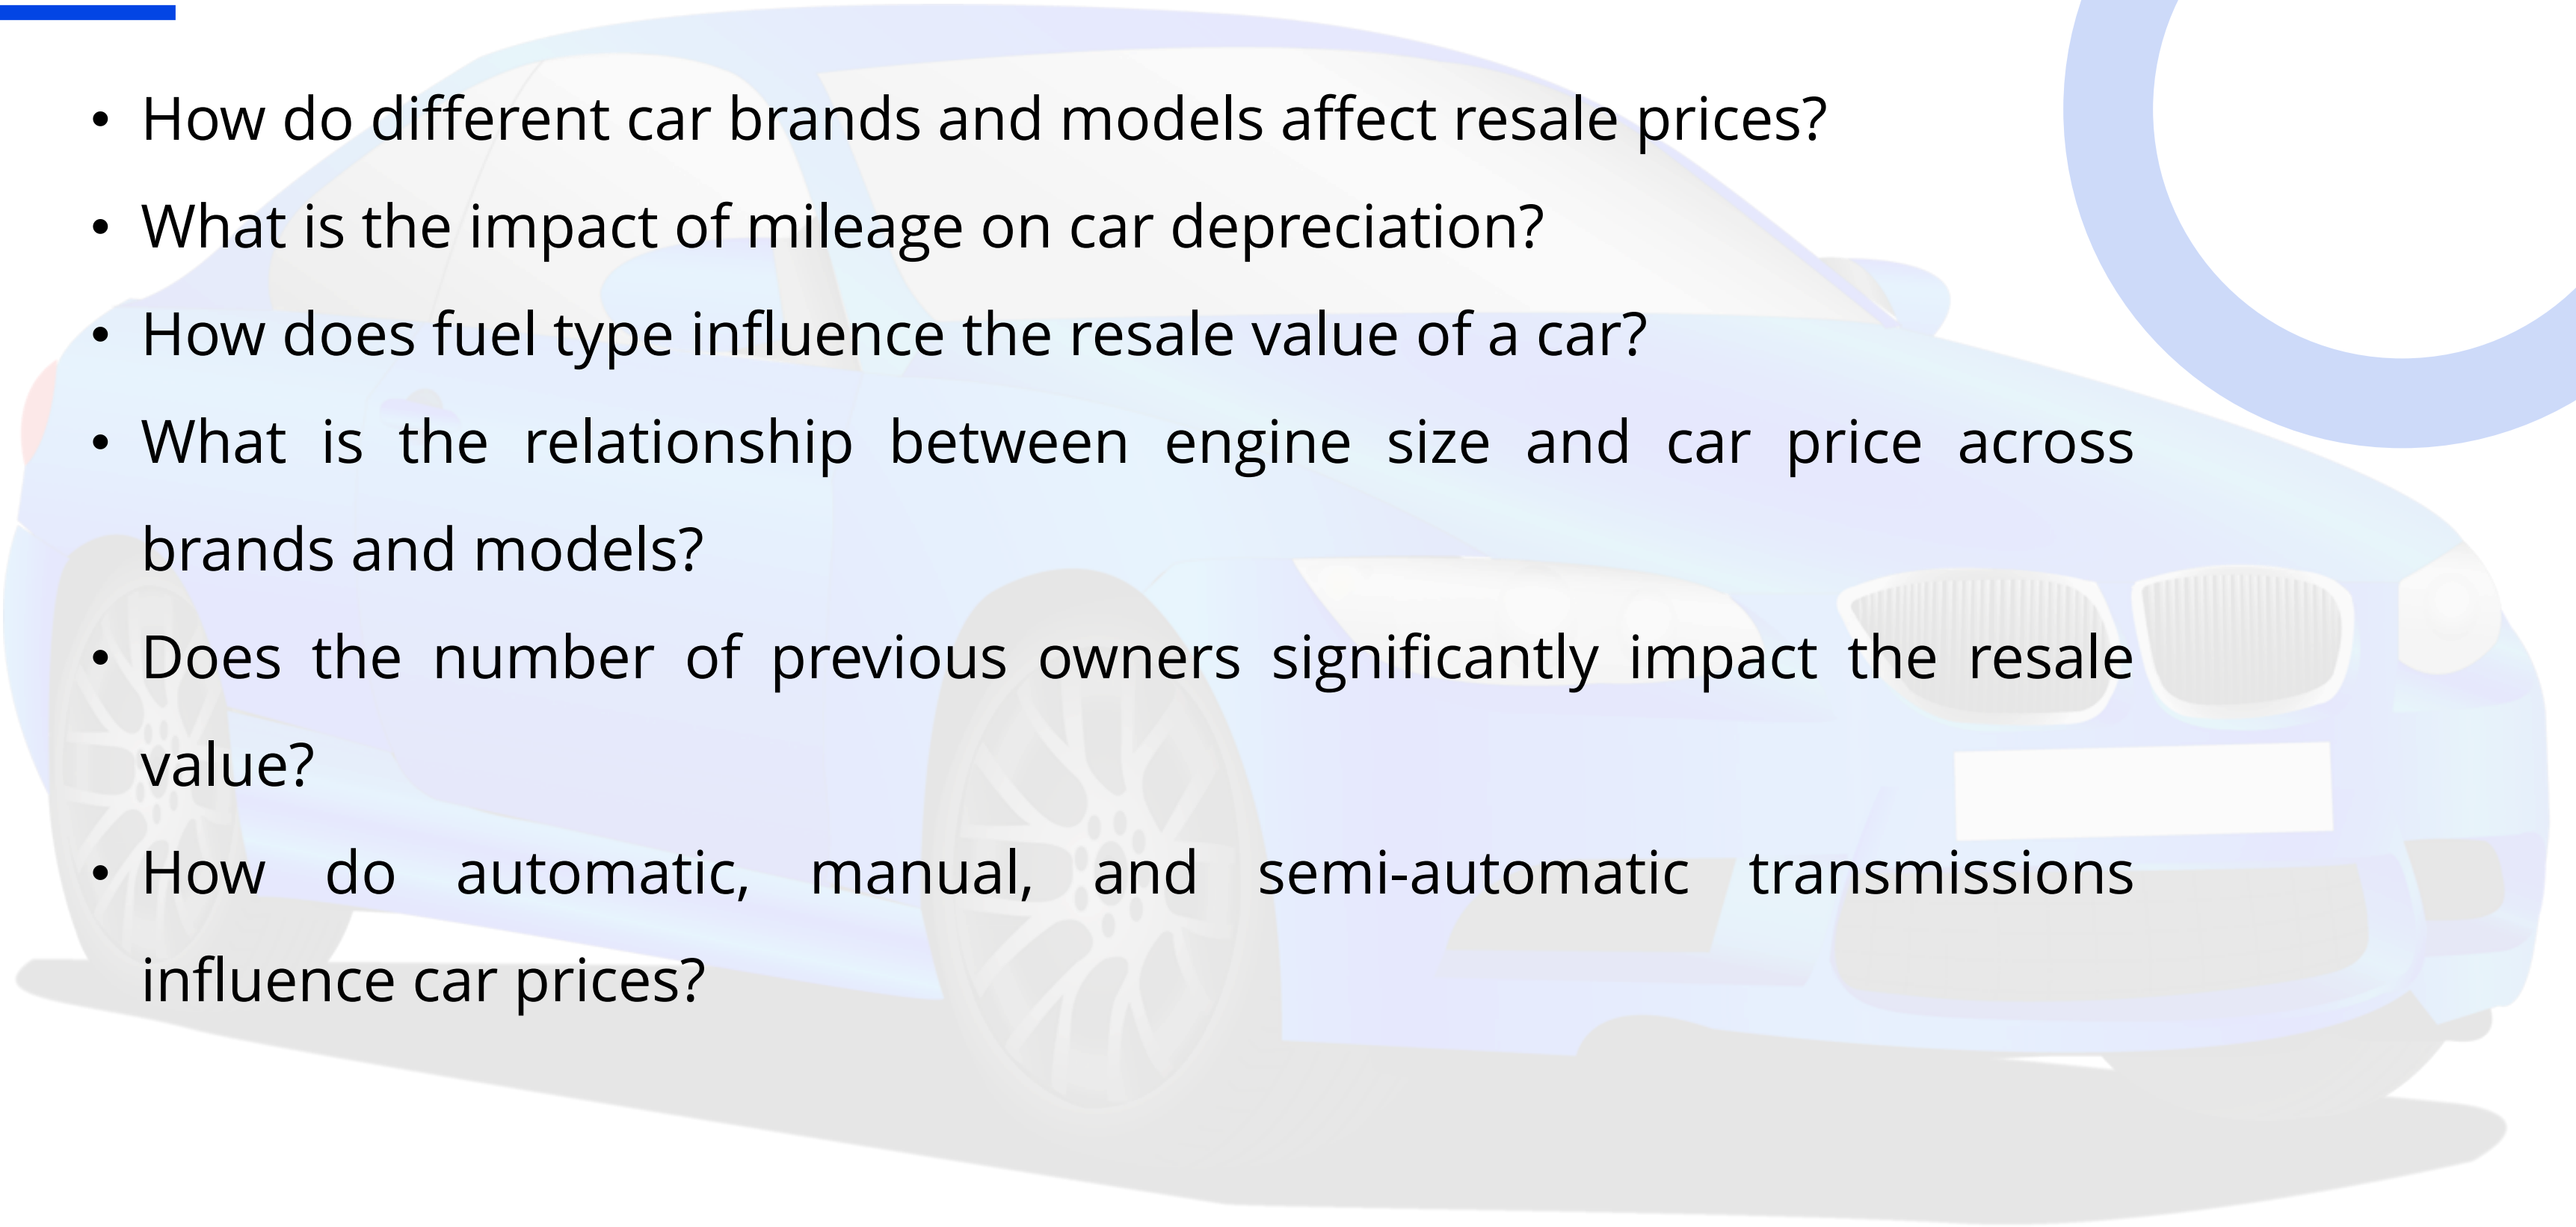 • How do different car brands and models affect resale prices?
• What is the impact of mileage on car depreciation?
• How does fuel type influence the resale value of a car?
• What is the relationship between engine size and car price across
brands and models?
• Does the number of previous owners significantly impact the resale
value?
• How do automatic, manual, and semi-automatic transmissions
influence car prices?